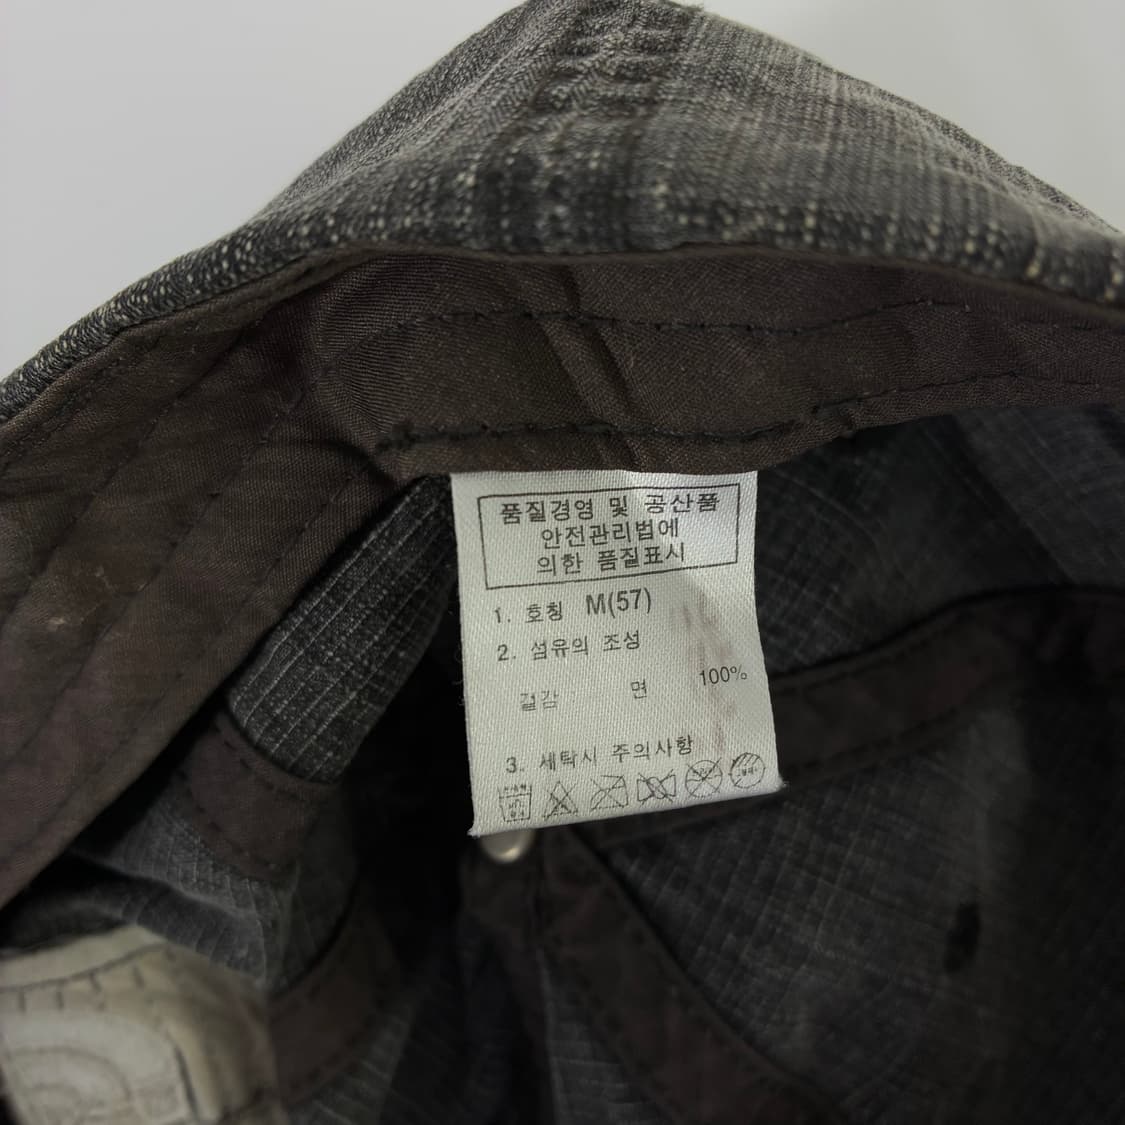 품질경영 및 공산품
안전관리법에
의한 품질표시
1. 호칭 M(57)
2. 섬유의 조성
겉감 면 100%
3. 세탁시 주의사항